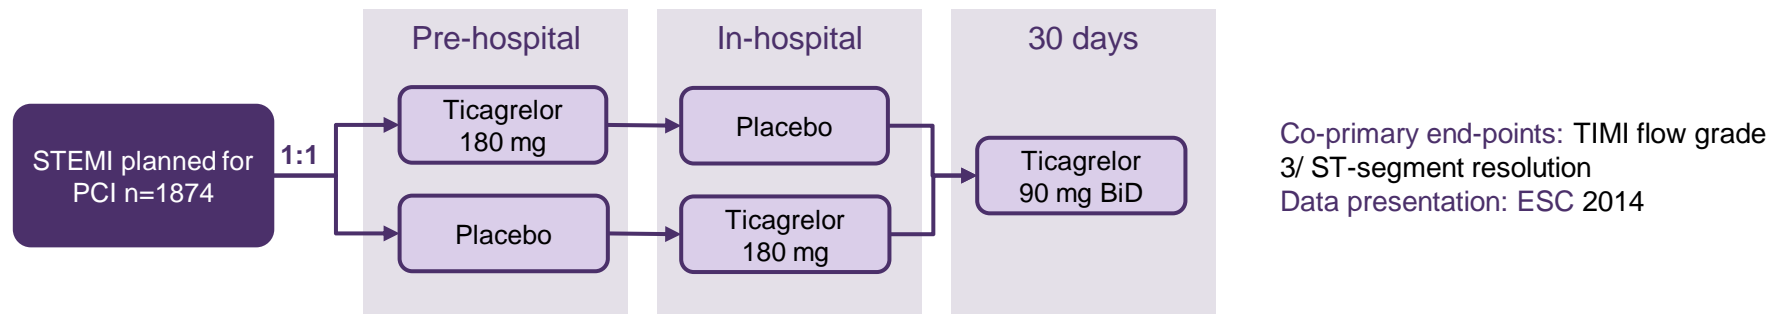 Pre-hospital
In-hospital
30 days
STEMI planned for
PCI n=1874
1:1
Ticagrelor
180 mg
Placebo
Placebo
Ticagrelor
180 mg
Ticagrelor
90 mg BiD
Co-primary end-points: TIMI flow grade
3/ ST-segment resolution
Data presentation: ESC 2014